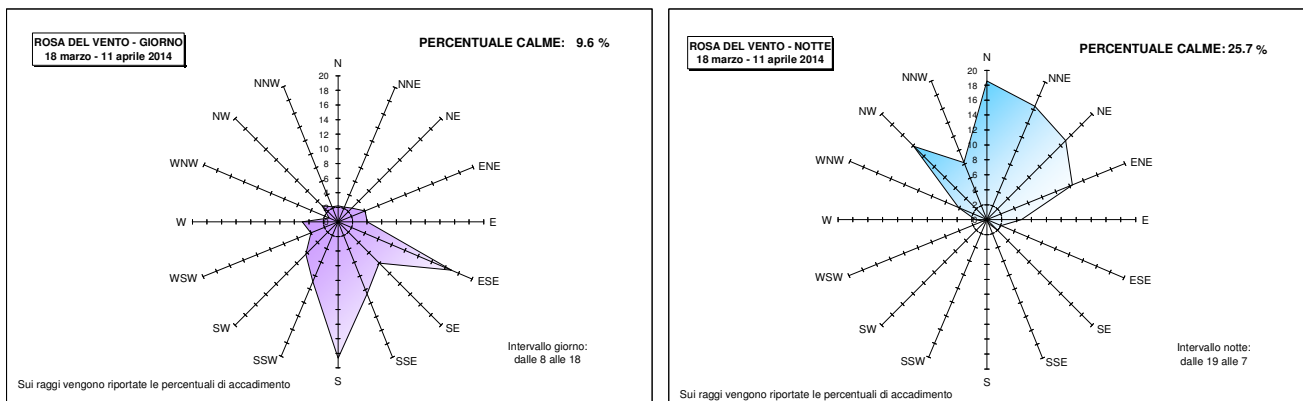 ROSA DEL VENTO - GIORNO
18 marzo - 11 aprile 2014
PERCENTUALE CALME: 9.6 %
N
NNE
NE
ENE
E
ESE
SE
SSE
S
SSW
SW
WSW
W
WNW
NW
NNW
20
18
16
14
12
10
8
6
4
2
Intervallo giorno:
dalle 8 alle 18
Sui raggi vengono riportate le percentuali di accadimento
ROSA DEL VENTO - NOTTE
18 marzo - 11 aprile 2014
PERCENTUALE CALME: 25.7 %
N
NNE
NE
ENE
E
ESE
SE
SSE
S
SSW
SW
WSW
W
WNW
NW
NNW
20
18
16
14
12
10
8
6
4
2
0
Intervallo notte:
dalle 19 alle 7
Sui raggi vengono riportate le percentuali di accadimento